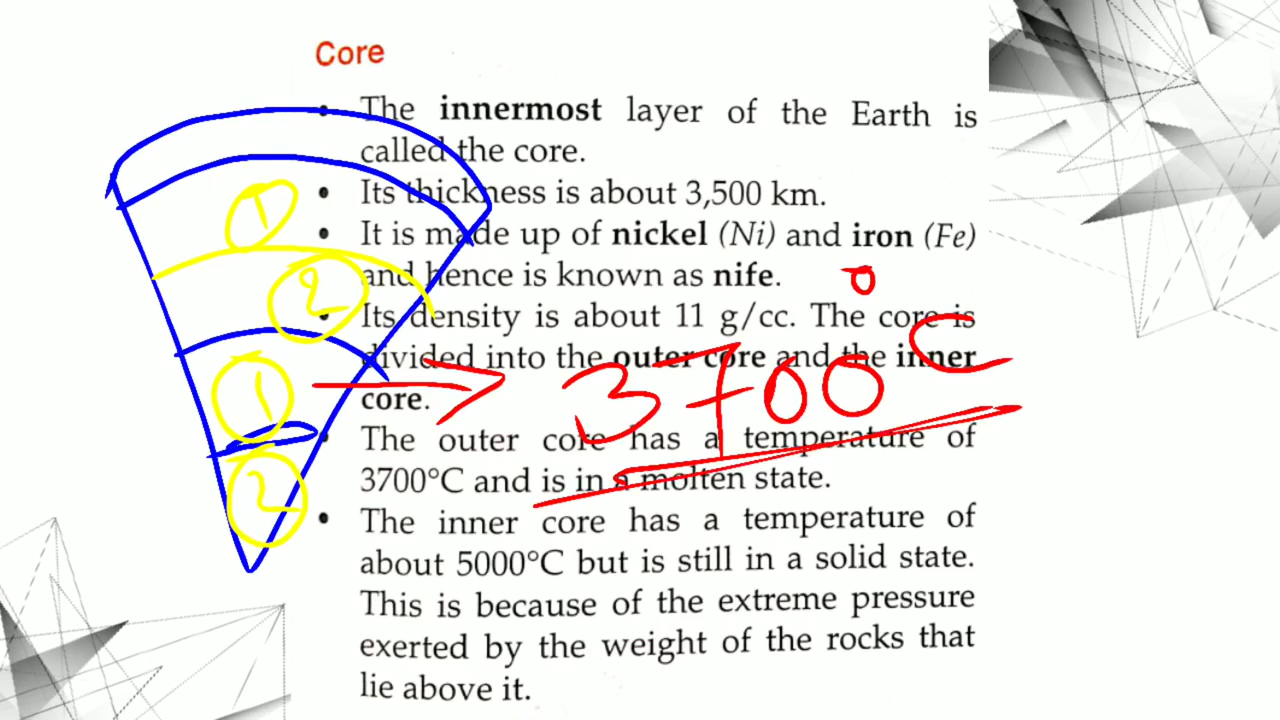 Core
• The innermost layer of the Earth is
called the core.
• Its thickness is about 3,500 km.
• It is made up of nickel (Ni) and iron (Fe)
and hence is known as nife.
• Its density is about 11 g/cc. The core is
divided into the outer core and the inner
core.
• The outer core has a temperature of
3700°C and is in a molten state.
• The inner core has a temperature of
about 5000°C but is still in a solid state.
This is because of the extreme pressure
exerted by the weight of the rocks that
lie above it.
1
2
1
2
3700°C